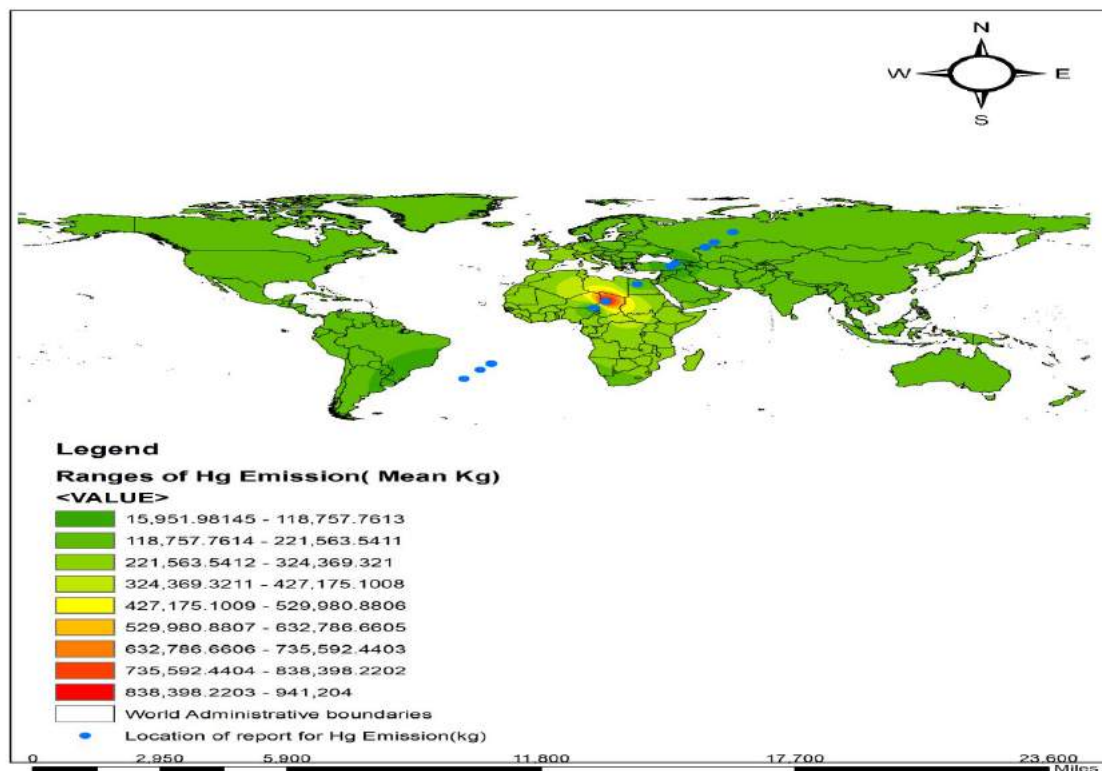 N
W E
S
Legend
Ranges of Hg Emission( Mean Kg)
<VALUE>
15,951.98145 - 118,757.7613
118,757.7614 - 221,563.5411
221,563.5412 - 324,369.321
324,369.3211 - 427,175.1008
427,175.1009 - 529,980.8806
529,980.8807 - 632,786.6605
632,786.6606 - 735,592.4403
735,592.4404 - 838,398.2202
838,398.2203 - 941,204
World Administrative boundaries
Location of report for Hg Emission(kg)
0 2,950 5,900 11,800 17,700 23,600
Miles